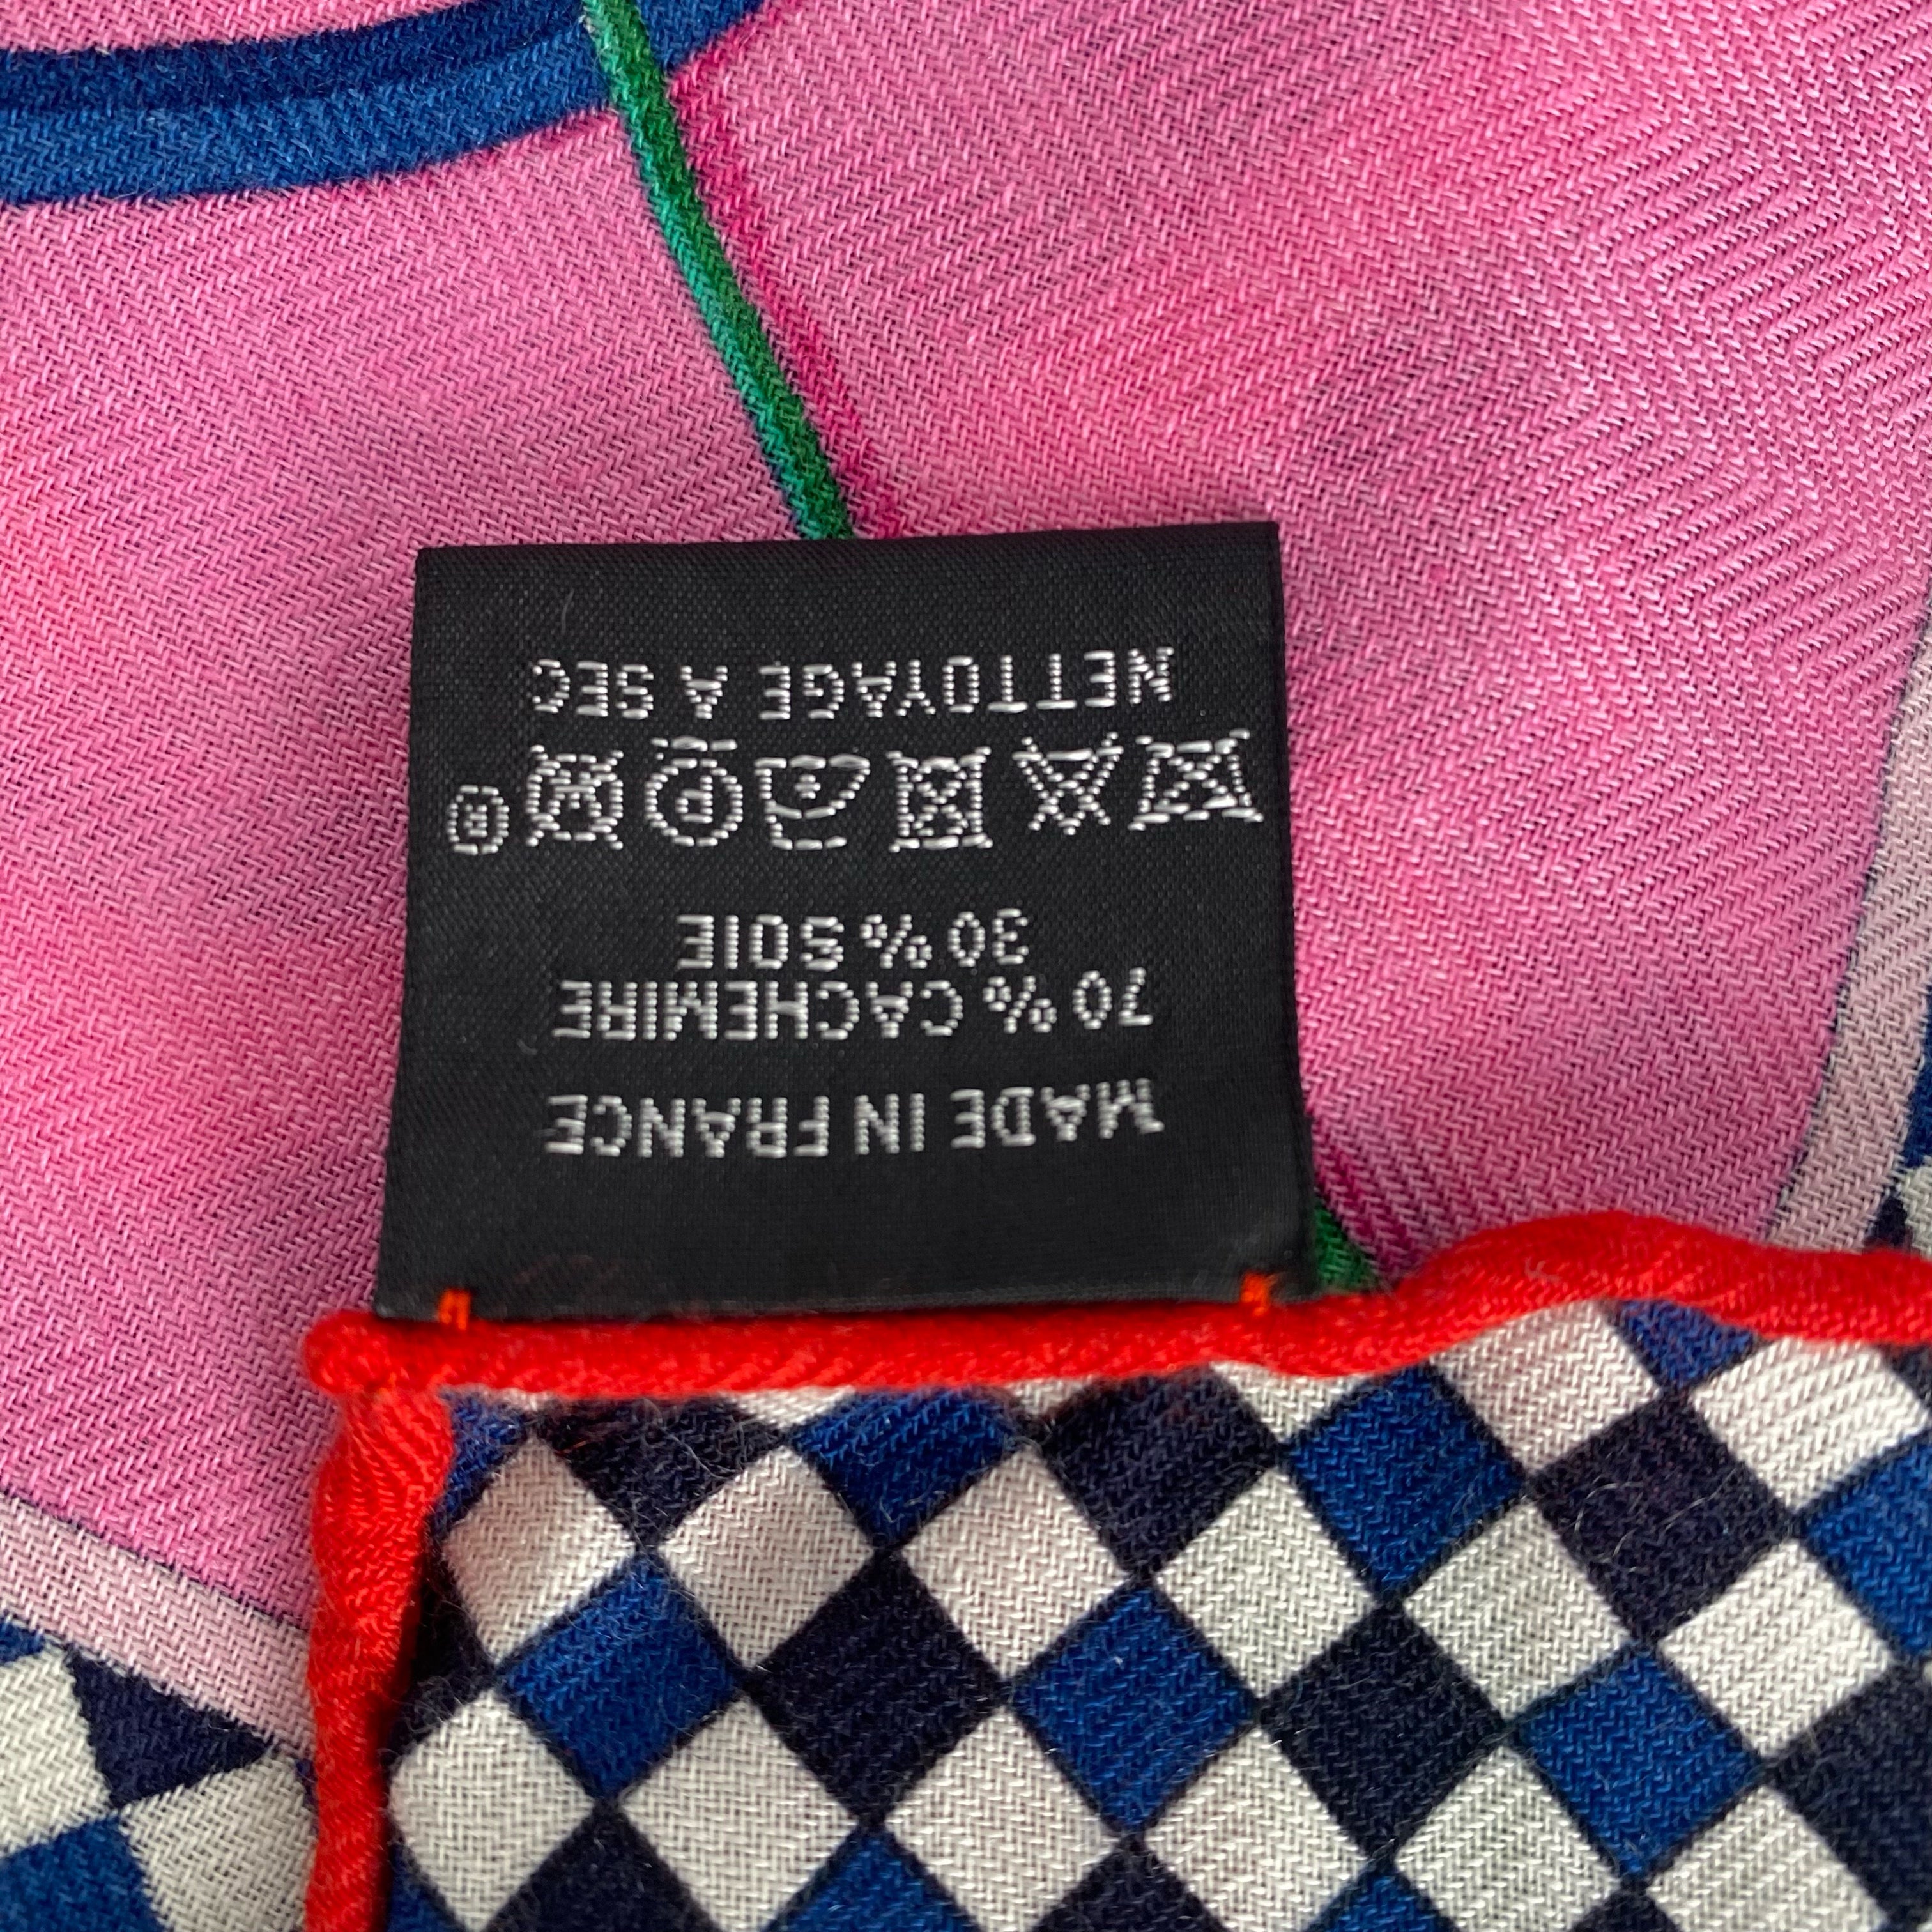 MADE IN FRANCE
70% CACHEMIRE
30% SOIE
P
NETTOYAGE A SEC